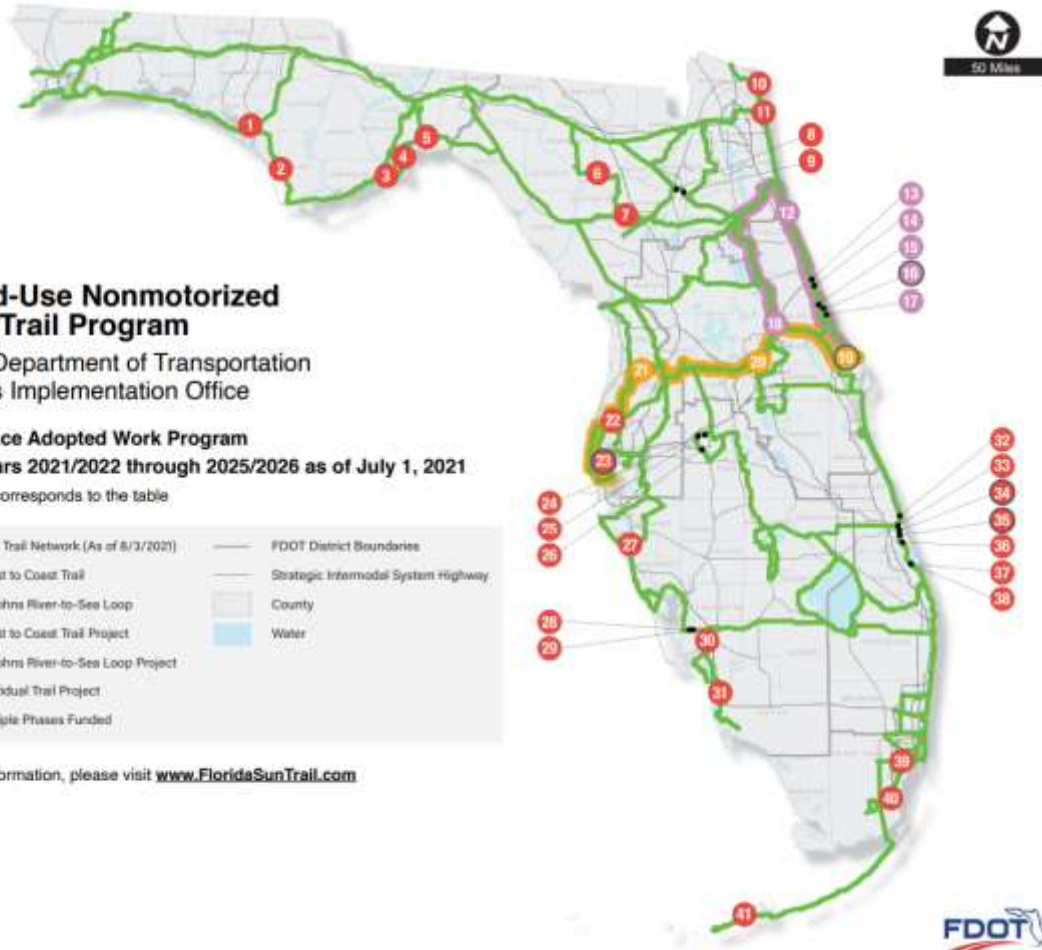 50 Miles
d-Use Nonmotorized
Trail Program
Department of Transportation
s Implementation Office
ce Adopted Work Program
ars 2021/2022 through 2025/2026 as of July 1, 2021
corresponds to the table
Trail Network (As of 8/3/2021)
st to Coast Trail
ohns River-to-Sea Loop
st to Coast Trail Project
ohns River-to-Sea Loop Project
vidual Trail Project
iple Phases Funded
FDOT District Boundaries
Strategic Intermodal System Highway
County
Water
formation, please visit www.FloridaSunTrail.com
1
2
3
4
5
6
7
8
9
10
11
12
13
14
15
16
17
18
19
20
21
22
23
24
25
26
27
28
29
30
31
32
33
34
35
36
37
38
39
40
41
FDOT